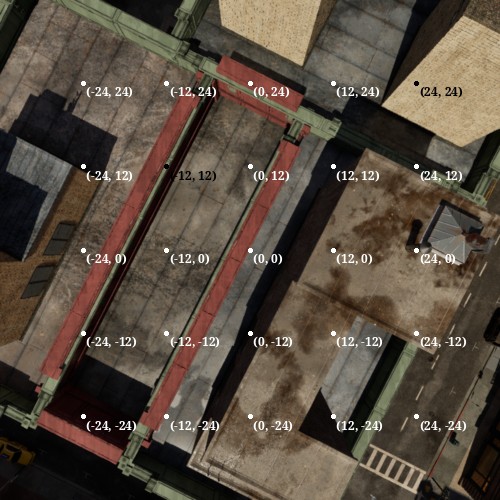 (-24, 24) (-12, 24) (0, 24) (12, 24) (24, 24)
(-24, 12) (-12, 12) (0, 12) (12, 12) (24, 12)
(-24, 0) (-12, 0) (0, 0) (12, 0) (24, 0)
(-24, -12) (-12, -12) (0, -12) (12, -12) (24, -12)
(-24, -24) (-12, -24) (0, -24) (12, -24) (24, -24)